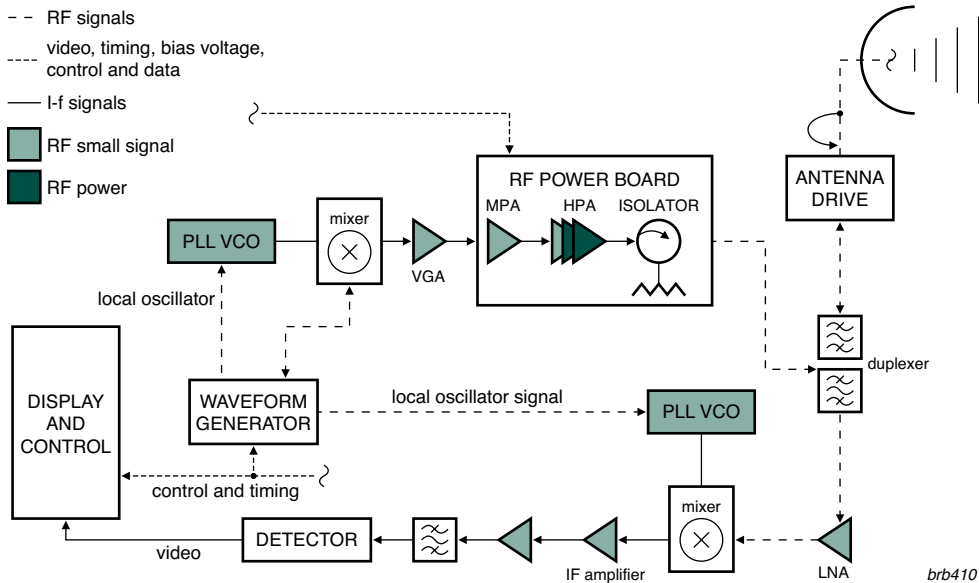 RF signals
video, timing, bias voltage,
control and data
I-f signals
RF small signal
RF power
RF POWER BOARD
MPA
HPA
ISOLATOR
ANTENNA
DRIVE
mixer
PLL VCO
VGA
local oscillator
duplexer
DISPLAY
AND
CONTROL
WAVEFORM
GENERATOR
local oscillator signal
PLL VCO
control and timing
mixer
DETECTOR
video
IF amplifier
LNA
brb410